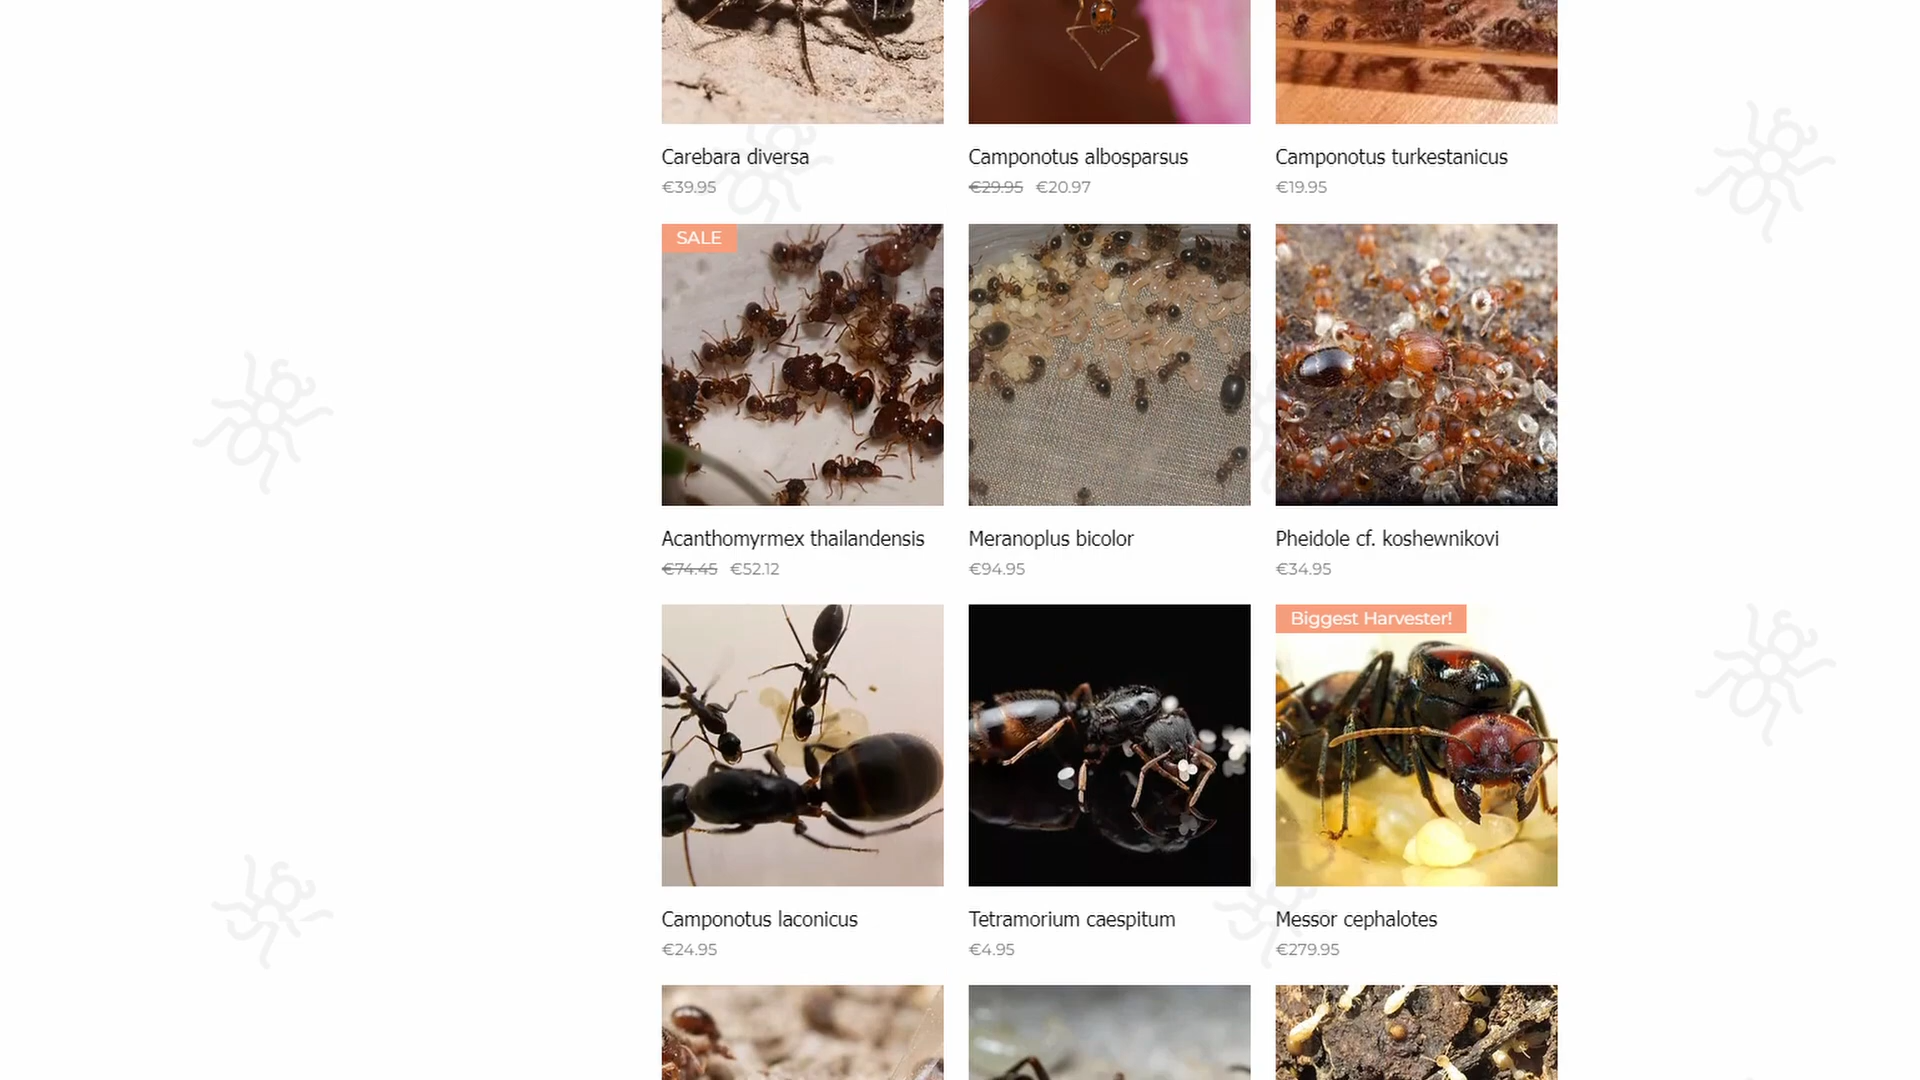 Carebara diversa
€39.95
Camponotus albosparsus
€29.95 €20.97
Camponotus turkestanicus
€19.95
SALE
Acanthomyrmex thailandensis
€74.45 €52.12
Meranoplus bicolor
€94.95
Pheidole cf. koshewnikovi
€34.95
Camponotus laconicus
€24.95
Tetramorium caespitum
€4.95
Biggest Harvester!
Messor cephalotes
€279.95